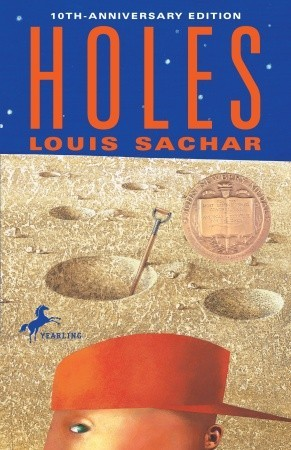 10TH-ANNIVERSARY EDITION
HOLES
LOUIS SACHAR
YEARLING